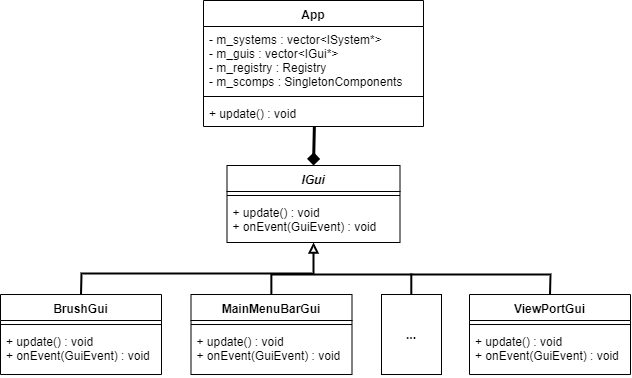 App
- m_systems : vector<ISystem*>
- m_guis : vector<IGui*>
- m_registry : Registry
- m_scomps : SingletonComponents
+ update() : void
IGui
+ update() : void
+ onEvent(GuiEvent) : void
BrushGui
+ update() : void
+ onEvent(GuiEvent) : void
MainMenuBarGui
+ update() : void
+ onEvent(GuiEvent) : void
...
ViewPortGui
+ update() : void
+ onEvent(GuiEvent) : void